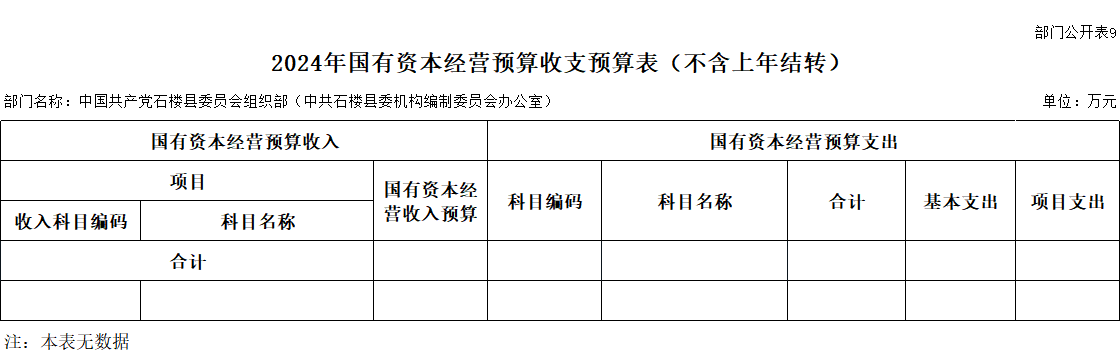 部门公开表9
2024年国有资本经营预算收支预算表（不含上年结转）
部门名称：中国共产党石楼县委员会组织部（中共石楼县委机构编制委员会办公室） 单位：万元
国有资本经营预算收入 国有资本经营预算支出
项目 国有资本经营收入预算 科目编码 科目名称 合计 基本支出 项目支出
收入科目编码 科目名称
合计
注：本表无数据